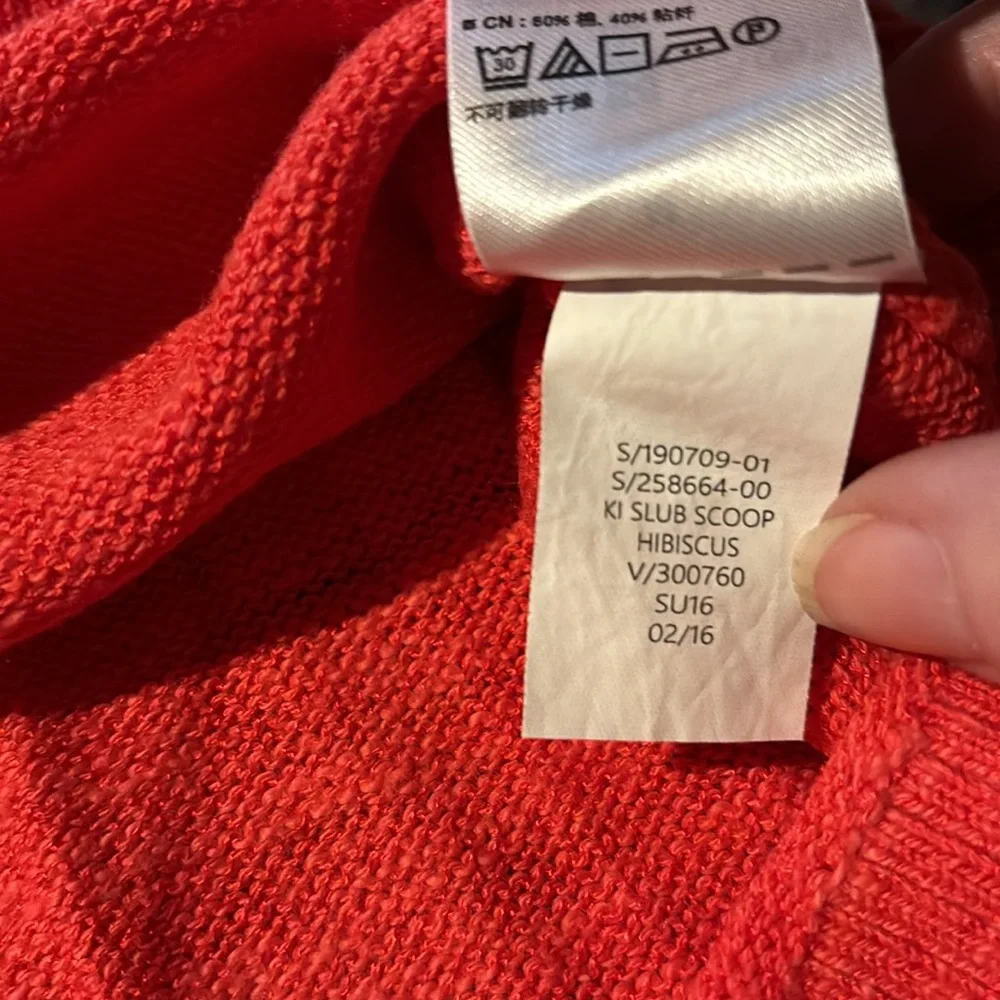 CN : 60% 棉, 40% 粘纤
30 P
不可翻转干燥
S/190709-01
S/258664-00
KI SLUB SCOOP
HIBISCUS
V/300760
SU16
02/16